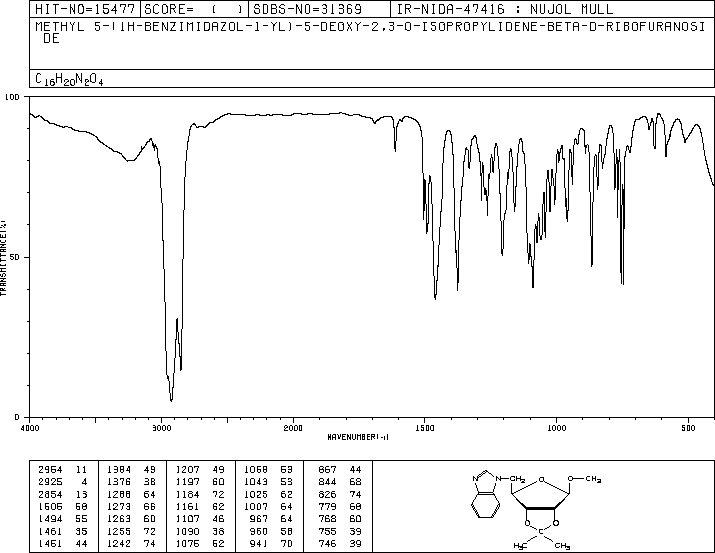 HIT-NO=15477 SCORE= ( ) SDBS-NO=31369 IR-NIDA-47416 : NUJOL MULL
METHYL 5-(1H-BENZIMIDAZOL-1-YL)-5-DEOXY-2,3-O-ISOPROPYLIDENE-BETA-D-RIBOFURANOSI
DE
C16H20N2O4
100
TRANSMITTANCE(%)
50
0
4000 3000 2000 1500 1000 500
WAVENUMBER(-1)
2954 11 1384 49 1207 49 1068 53 867 44
2925 4 1376 38 1197 60 1043 53 844 68
2854 13 1288 64 1184 72 1025 62 826 74
1605 60 1273 66 1161 62 1007 64 779 60
1494 55 1263 60 1107 46 967 64 768 60
1461 35 1255 72 1090 38 960 58 755 39
1451 44 1242 74 1075 52 941 70 746 39
N N CH2 O O CH3
O O
C
H3C CH3